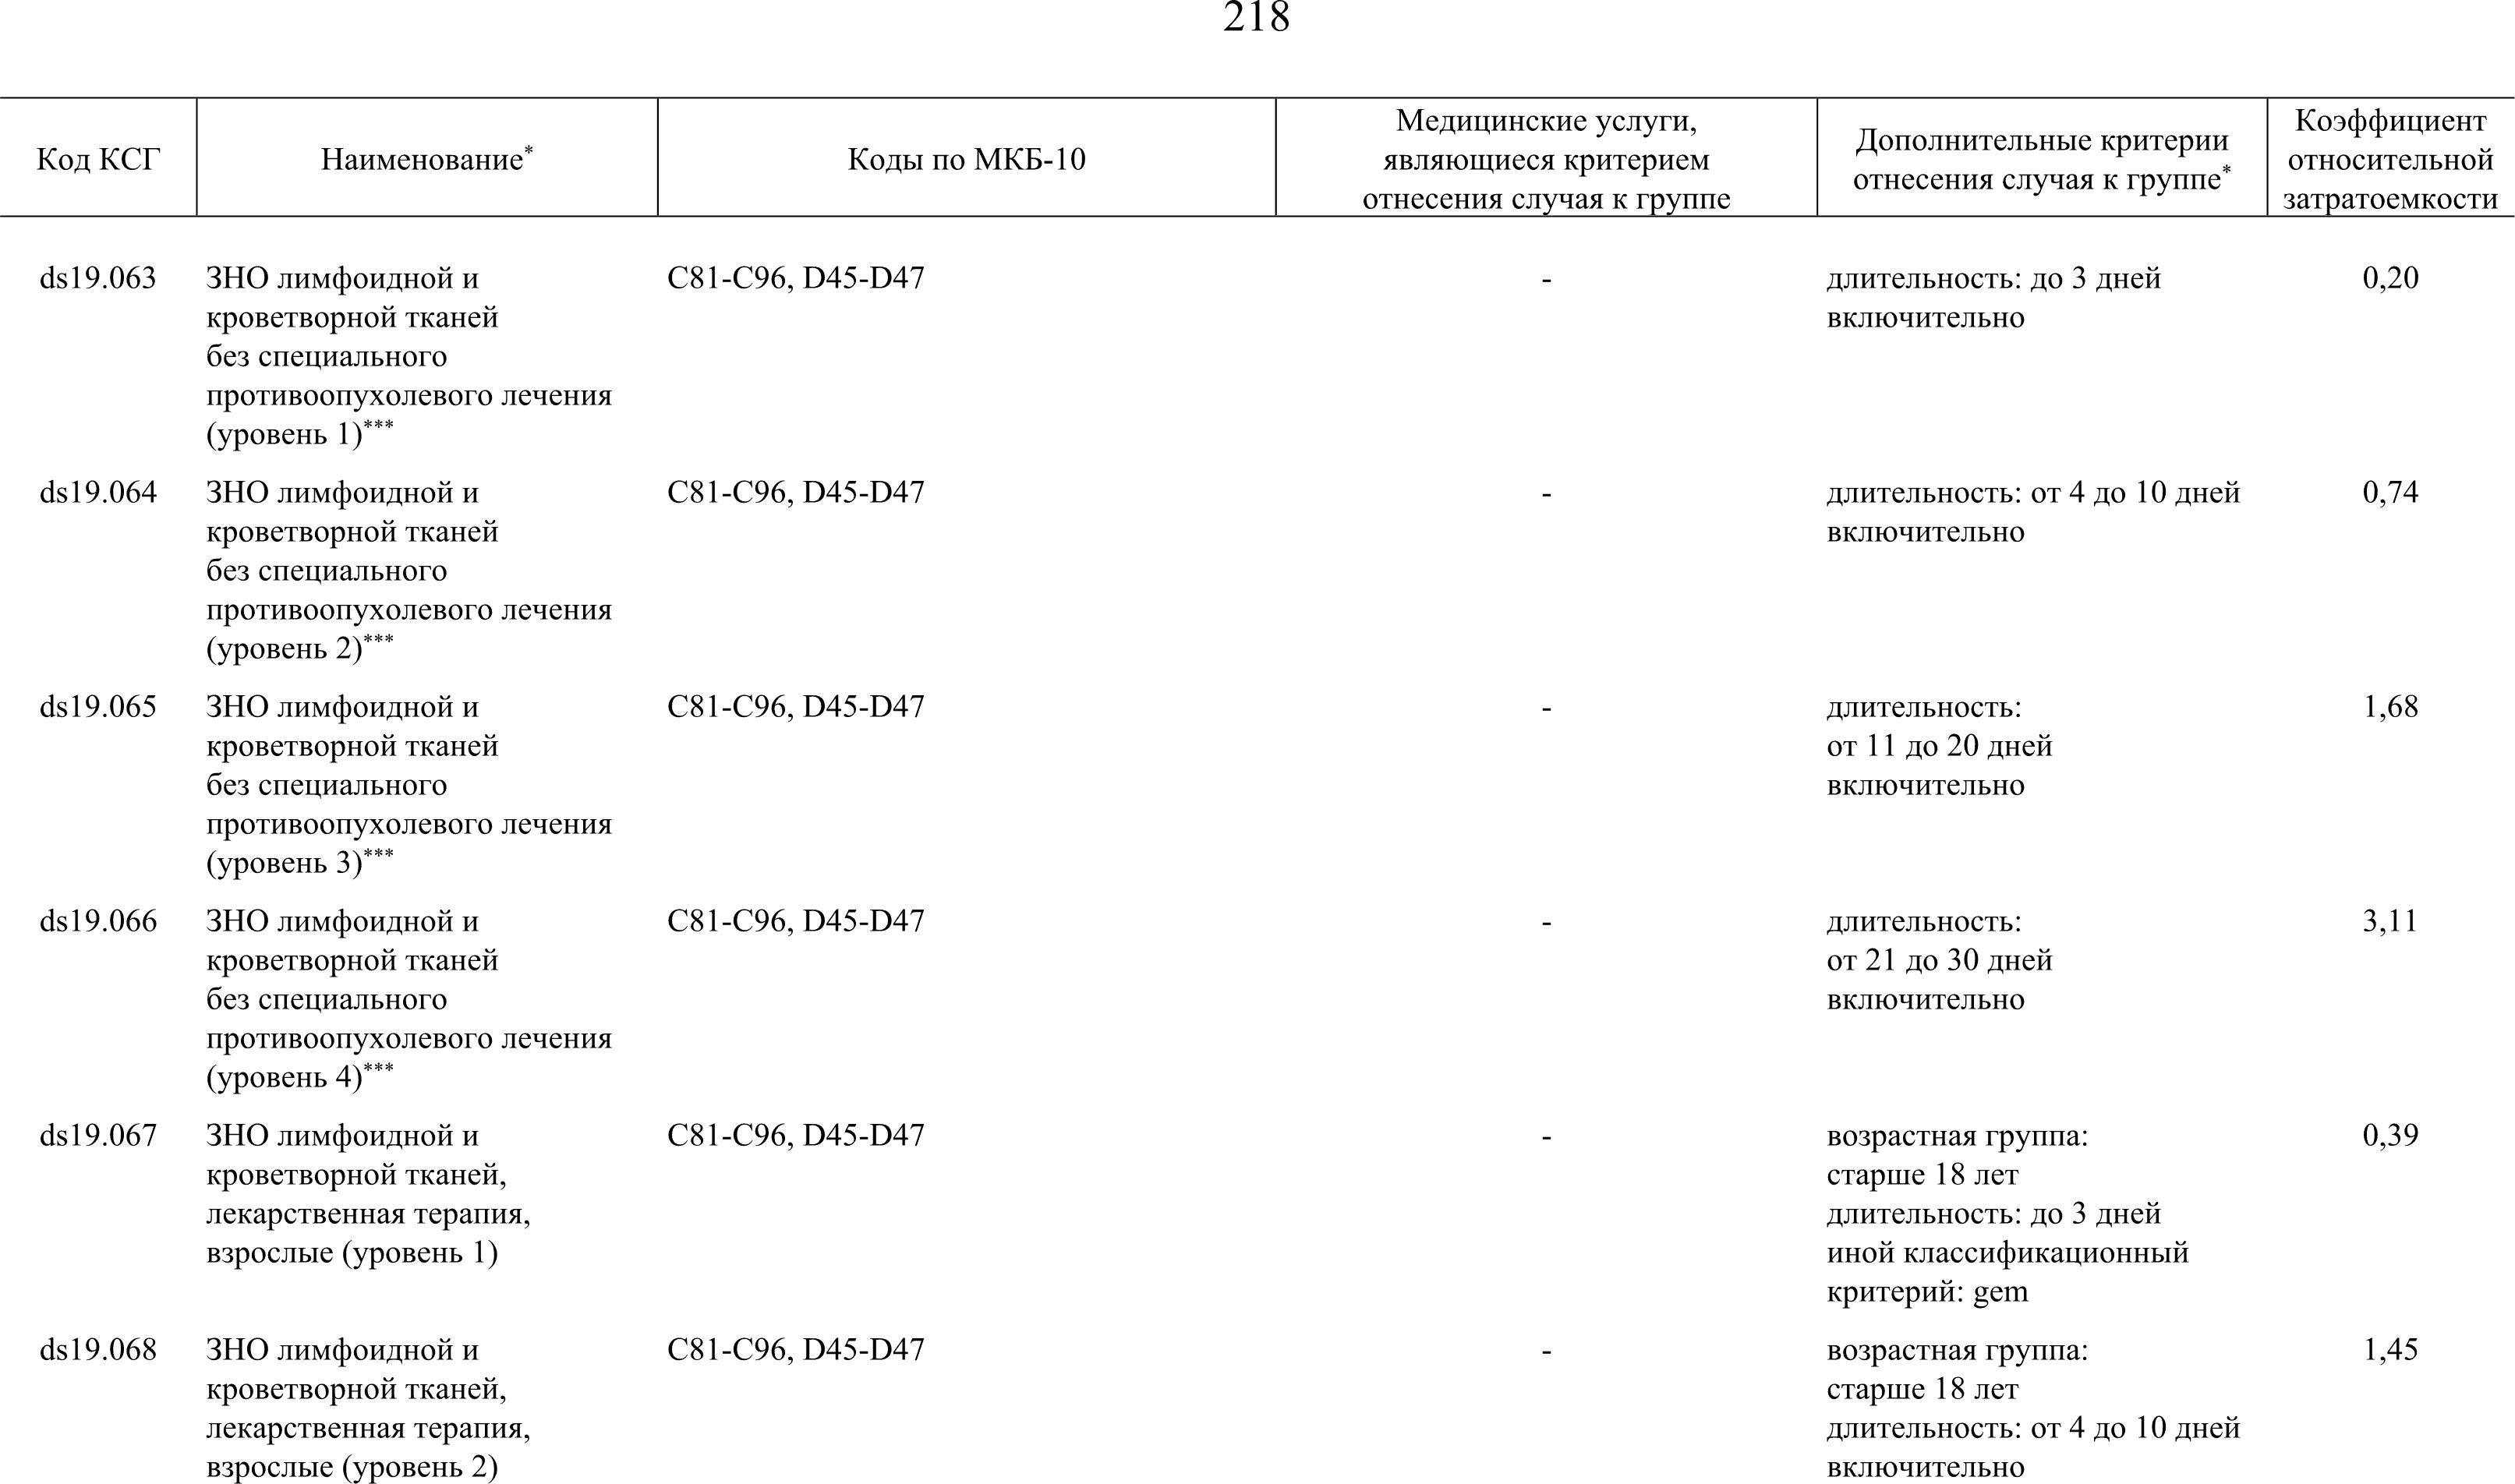 218
Код КСГ
Наименование*
Коды по МКБ-10
Медицинские услуги,
являющиеся критерием
отнесения случая к группе
Дополнительные критерии
отнесения случая к группе*
Коэффициент
относительной
затратоемкости
ds19.063
ЗНО лимфоидной и
кроветворной тканей
без специального
противоопухолевого лечения
(уровень 1)***
C81-C96, D45-D47
-
длительность: до 3 дней
включительно
0,20
ds19.064
ЗНО лимфоидной и
кроветворной тканей
без специального
противоопухолевого лечения
(уровень 2)***
C81-C96, D45-D47
-
длительность: от 4 до 10 дней
включительно
0,74
ds19.065
ЗНО лимфоидной и
кроветворной тканей
без специального
противоопухолевого лечения
(уровень 3)***
C81-C96, D45-D47
-
длительность:
от 11 до 20 дней
включительно
1,68
ds19.066
ЗНО лимфоидной и
кроветворной тканей
без специального
противоопухолевого лечения
(уровень 4)***
C81-C96, D45-D47
-
длительность:
от 21 до 30 дней
включительно
3,11
ds19.067
ЗНО лимфоидной и
кроветворной тканей,
лекарственная терапия,
взрослые (уровень 1)
C81-C96, D45-D47
-
возрастная группа:
старше 18 лет
длительность: до 3 дней
иной классификационный
критерий: gem
0,39
ds19.068
ЗНО лимфоидной и
кроветворной тканей,
лекарственная терапия,
взрослые (уровень 2)
C81-C96, D45-D47
-
возрастная группа:
старше 18 лет
длительность: от 4 до 10 дней
включительно
1,45